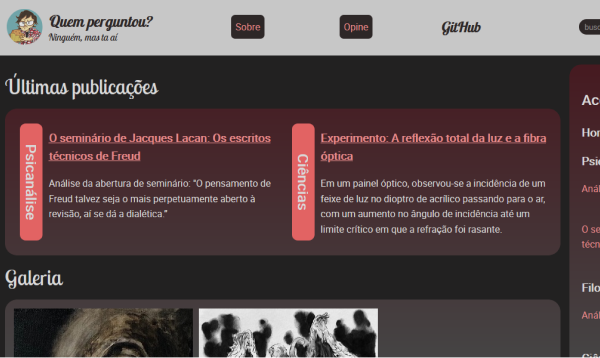 Quem perguntou?
Ninguém, mas ta aí
Sobre
Opine
GitHub
busc
Últimas publicações
Psicanálise
O seminário de Jacques Lacan: Os escritos
técnicos de Freud
Análise da abertura de seminário: “O pensamento de
Freud talvez seja o mais perpetuamente aberto à
revisão, aí se dá a dialética.”
Ciências
Experimento: A reflexão total da luz e a fibra
óptica
Em um painel óptico, observou-se a incidência de um
feixe de luz no dioptro de acrílico passando para o ar,
com um aumento no ângulo de incidência até um
limite crítico em que a refração foi rasante.
Galeria
Ac
Hor
Psic
Anál
O se
técn
Filo
Anál